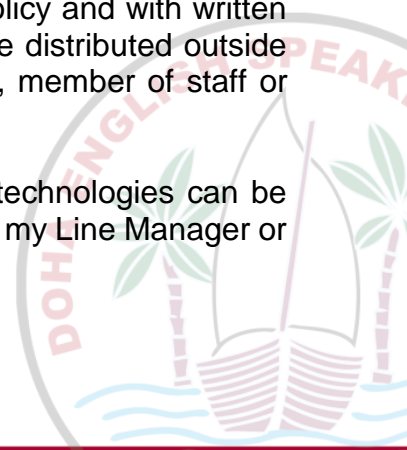 olicy and with written
e distributed outside
, member of staff or
technologies can be
my Line Manager or
DOHA ENGLISH SPEAK